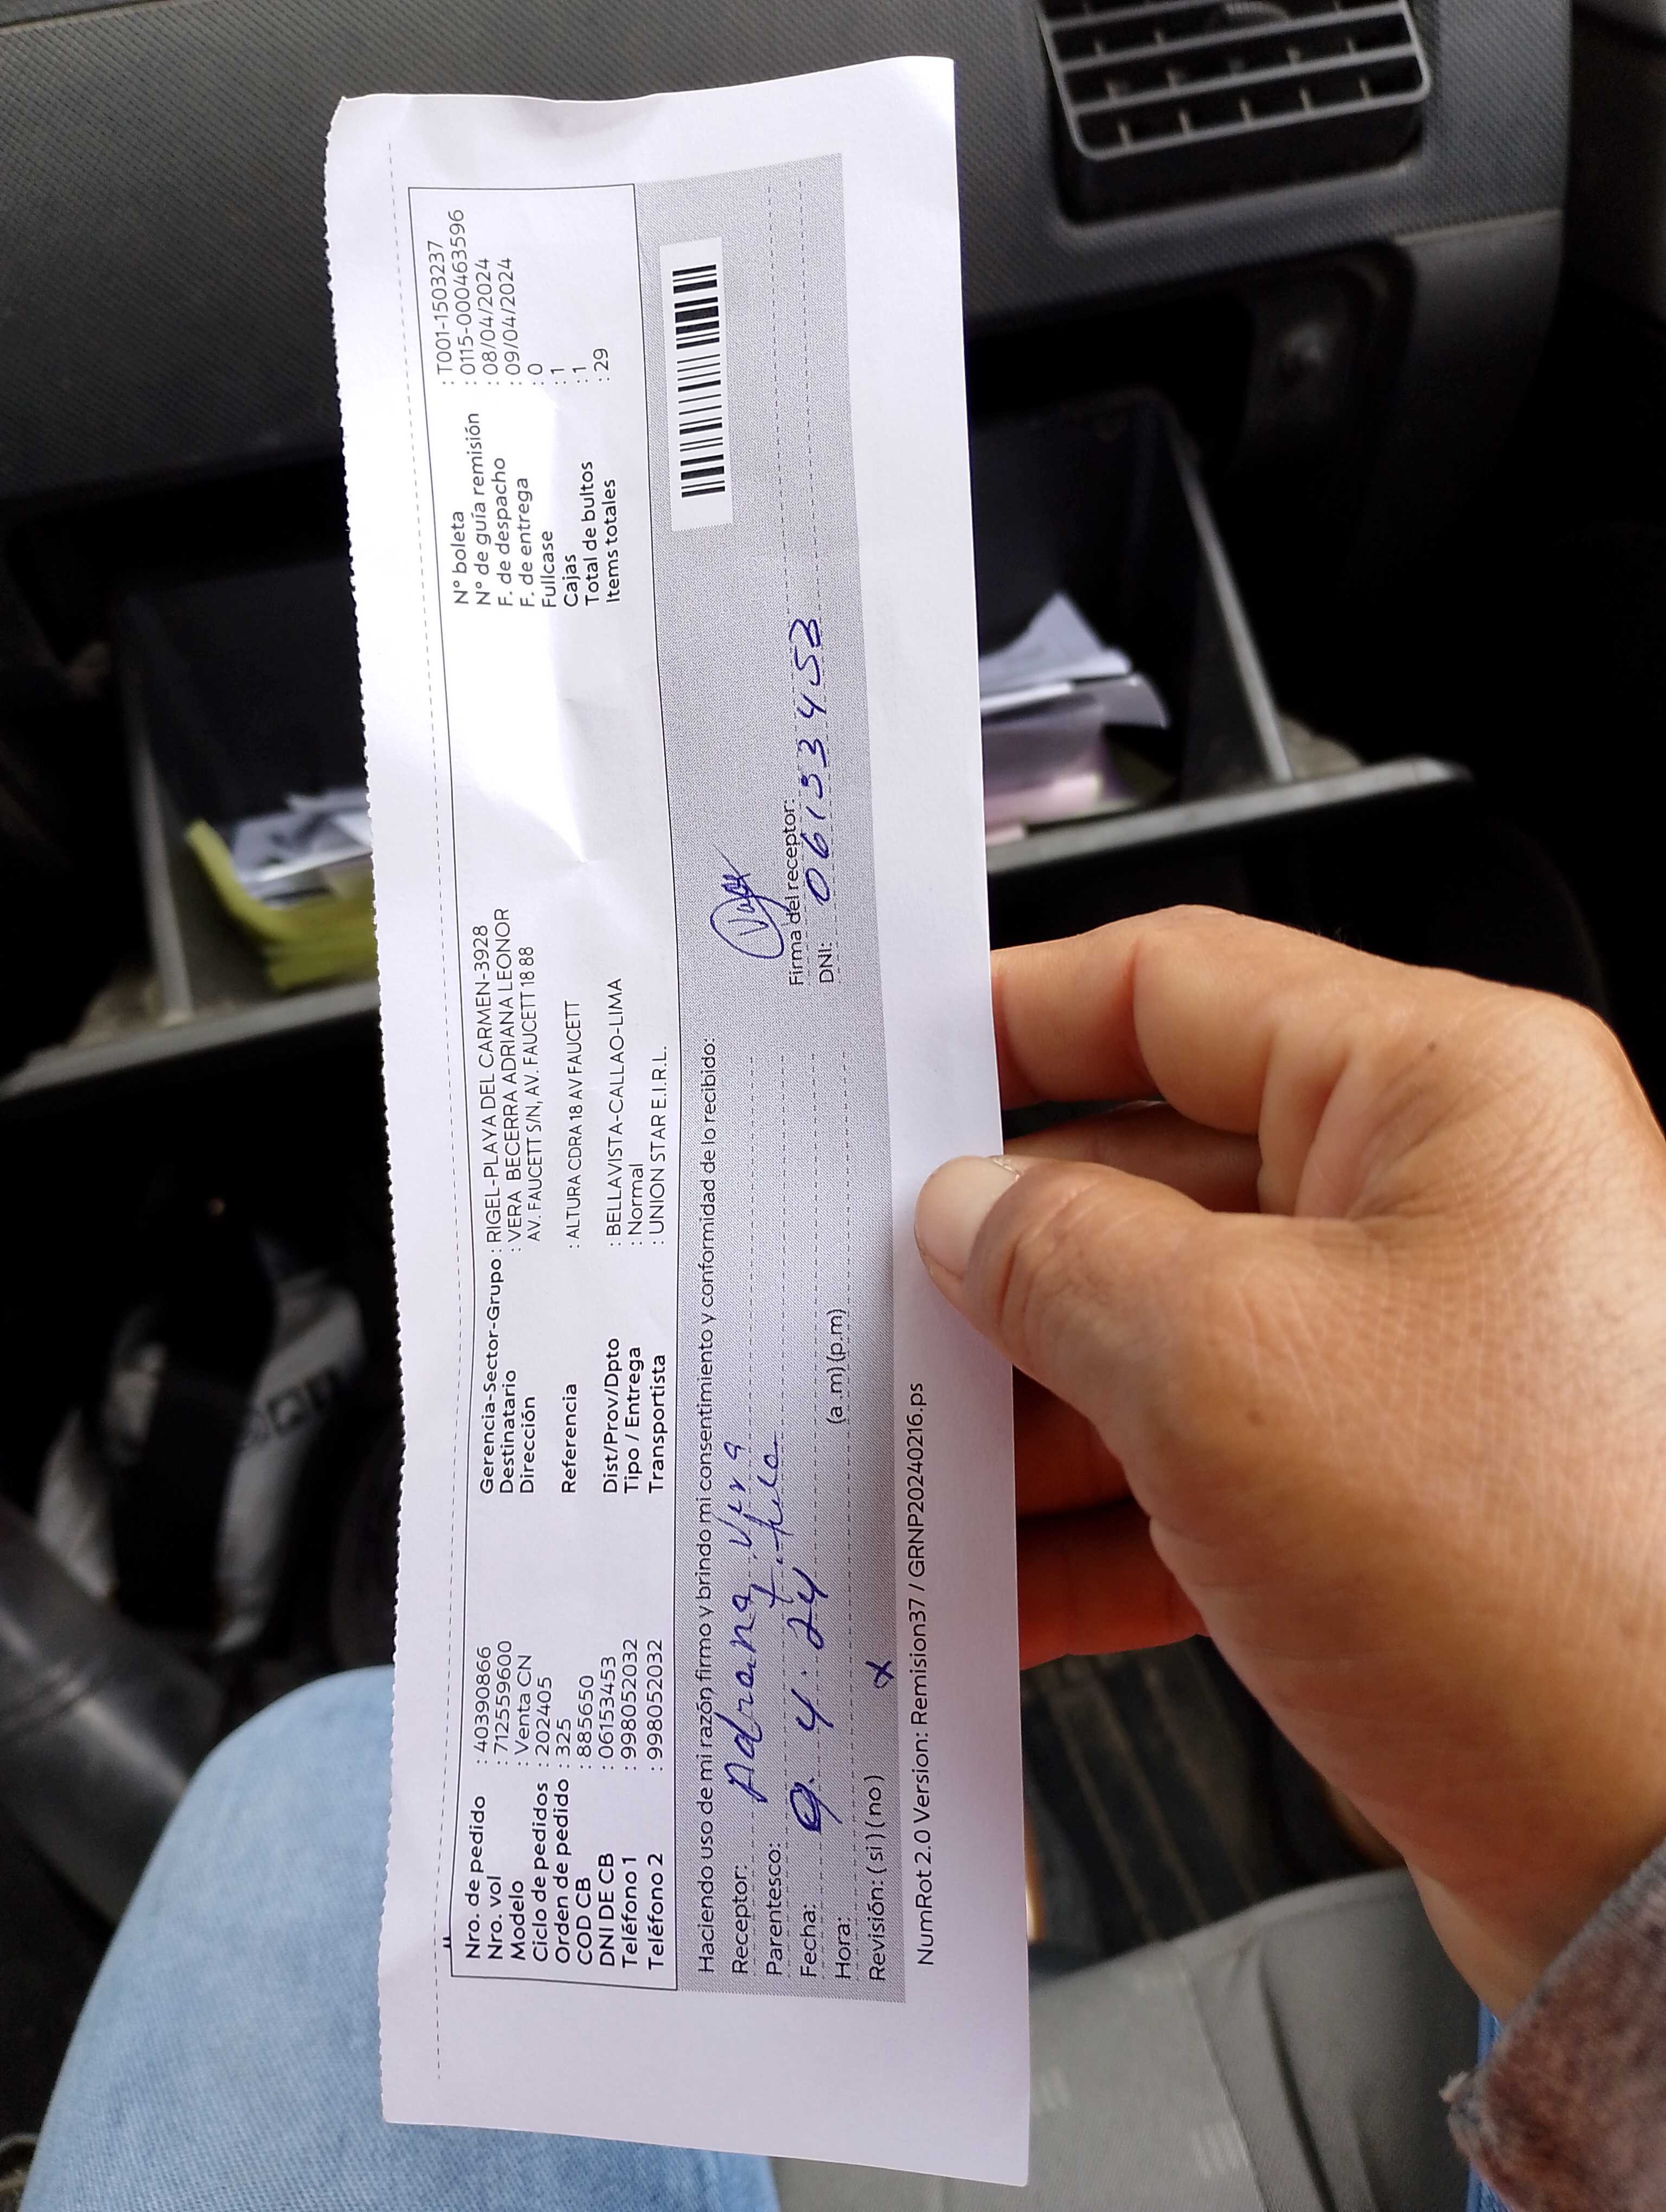 Nro. de pedido : 40390866
Nro. vol : 712559600
Modelo : Venta CN
Ciclo de pedidos : 202405
Orden de pedido : 325
COD CB : 885650
DNI DE CB : 06153453
Teléfono 1 : 998052032
Teléfono 2 : 998052032
Gerencia-Sector-Grupo : RIGEL-PLAYA DEL CARMEN-3928
Destinatario : VERA BECERRA ADRIANA LEONOR
Dirección AV. FAUCETT S/N, AV. FAUCETT 18 88
Referencia : ALTURA CDRA 18 AV FAUCETT
Dist/Prov/Dpto : BELLAVISTA-CALLAO-LIMA
Tipo / Entrega : Normal
Transportista : UNION STAR E.I.R.L.
N° boleta : T001-1503237
N° de guía remisión : 0115-0000463596
F. de despacho : 08/04/2024
F. de entrega : 09/04/2024
Fullcase : 0
Cajas : 1
Total de bultos : 1
Items totales : 29
Haciendo uso de mi razón, firmo y brindo mi consentimiento y conformidad de lo recibido:
Receptor: Adriana Vera
Parentesco:
Fecha: 9. 4. 24
Hora: (a.m) (p.m)
Revisión: ( si ) ( no ) x
Firma del receptor:
DNI: 06153453
NumRot 2.0 Version: Remision37 / GRNP20240216.ps